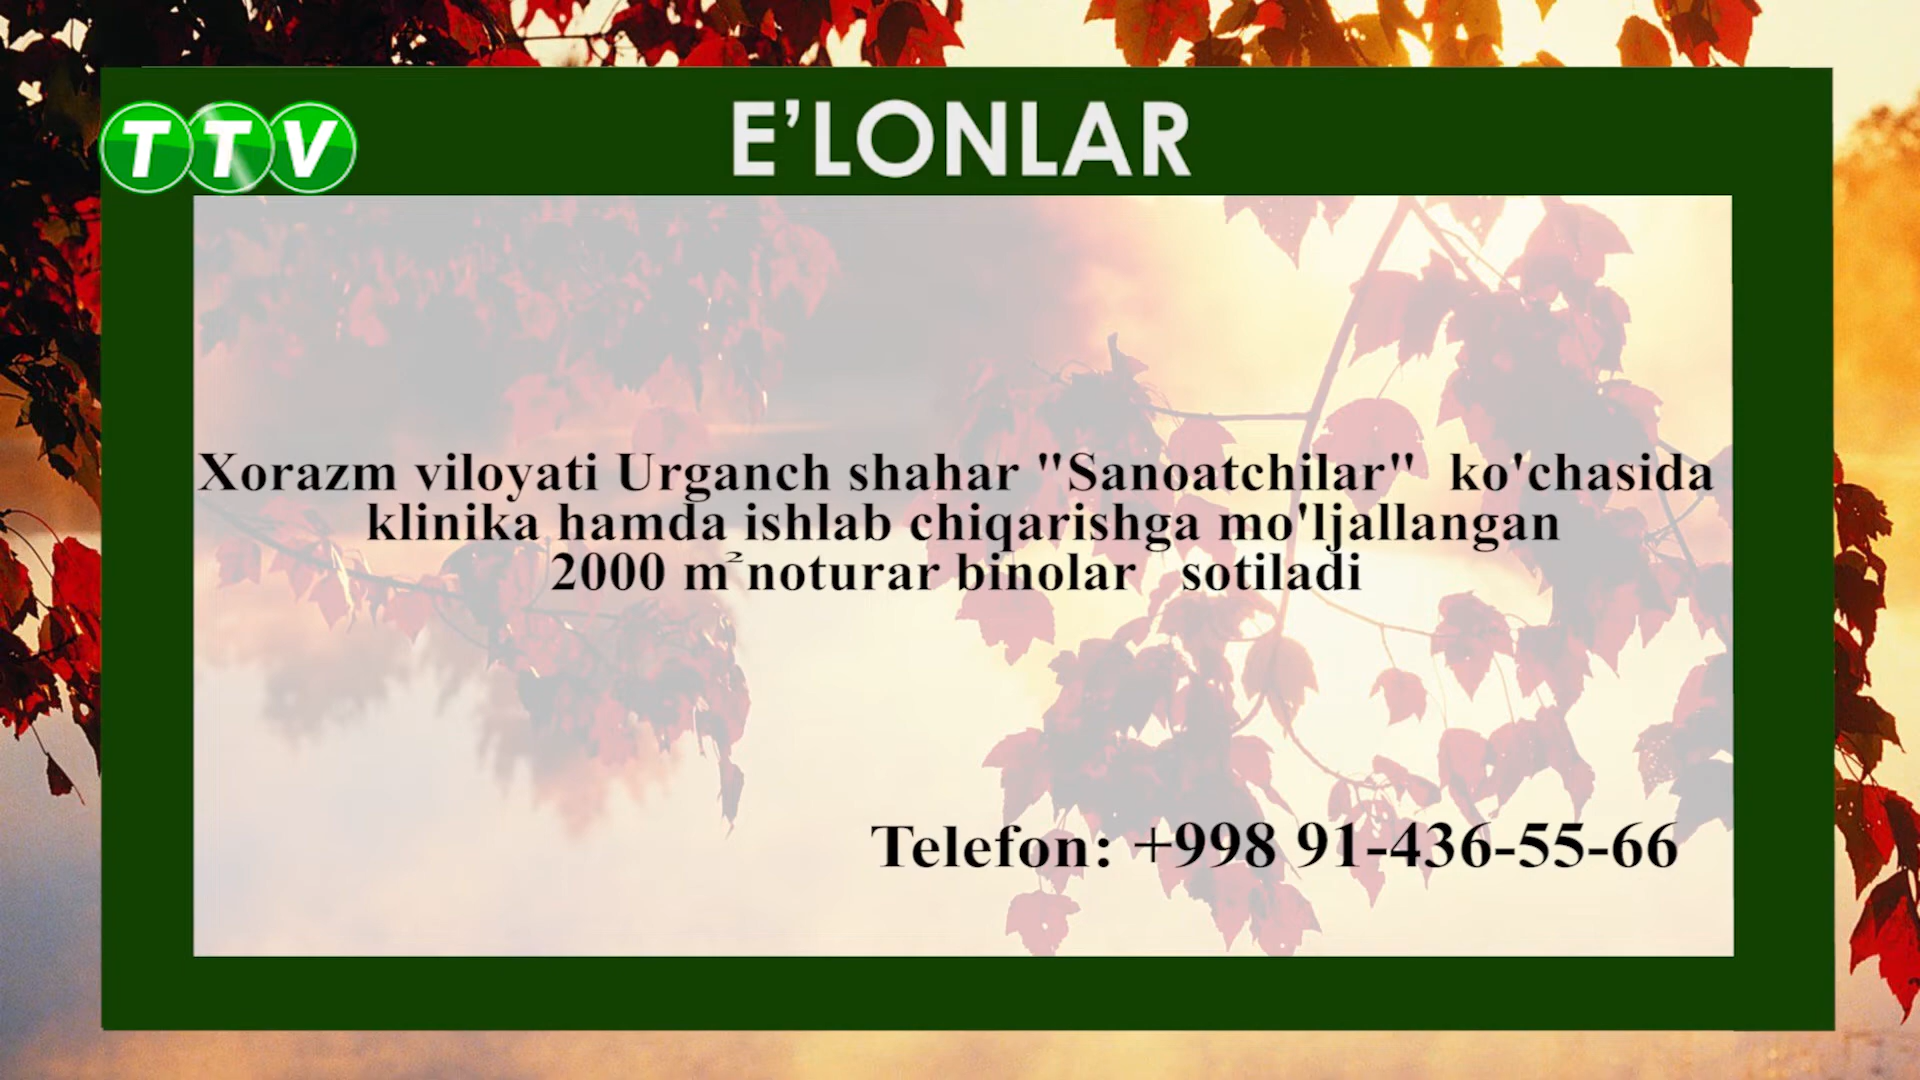 TTV
E’LONLAR
Xorazm viloyati Urganch shahar "Sanoatchilar" ko'chasida
klinika hamda ishlab chiqarishga mo'ljallangan
2000 m² noturar binolar sotiladi
Telefon: +998 91-436-55-66